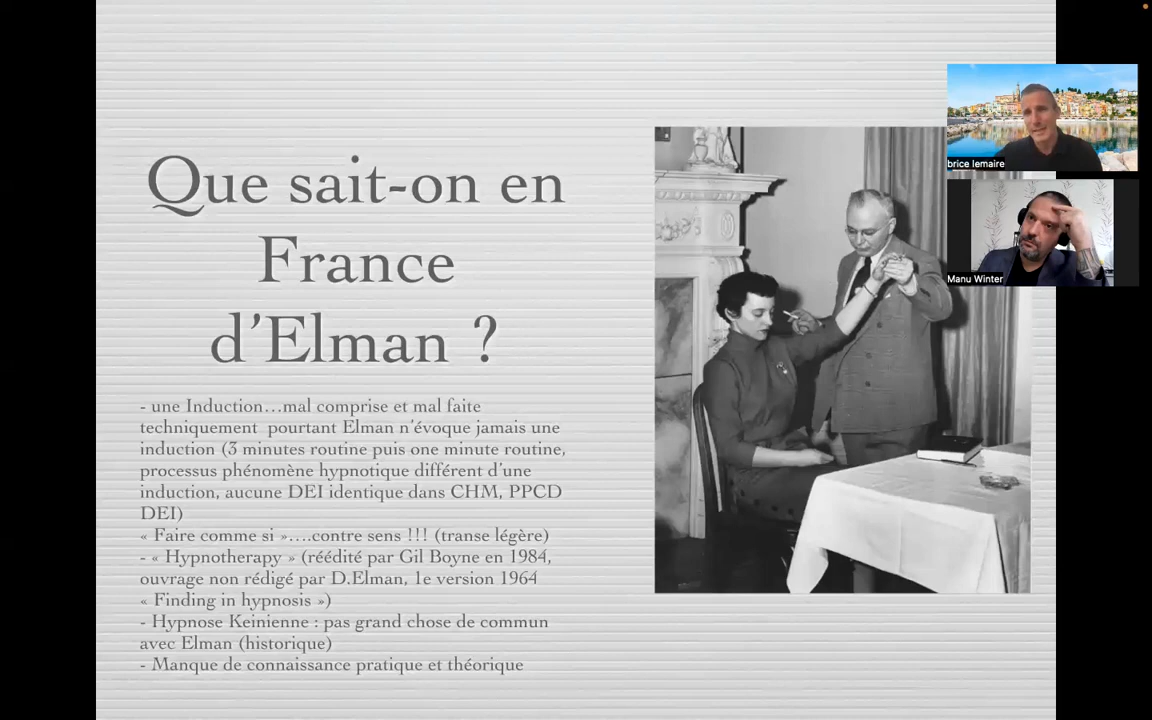 Que sait-on en
France
d’Elman ?
- une Induction…mal comprise et mal faite
techniquement  pourtant Elman n’évoque jamais une
induction (3 minutes routine puis one minute routine,
processus phénomène hypnotique différent d’une
induction, aucune DEI identique dans CHM, PPCD
DEI)
« Faire comme si »….contre sens !!! (transe légère)
- « Hypnotherapy » (réédité par Gil Boyne en 1984,
ouvrage non rédigé par D.Elman, 1e version 1964
« Finding in hypnosis »)
- Hypnose Keinienne : pas grand chose de commun
avec Elman (historique)
- Manque de connaissance pratique et théorique
brice lemaire
Manu Winter